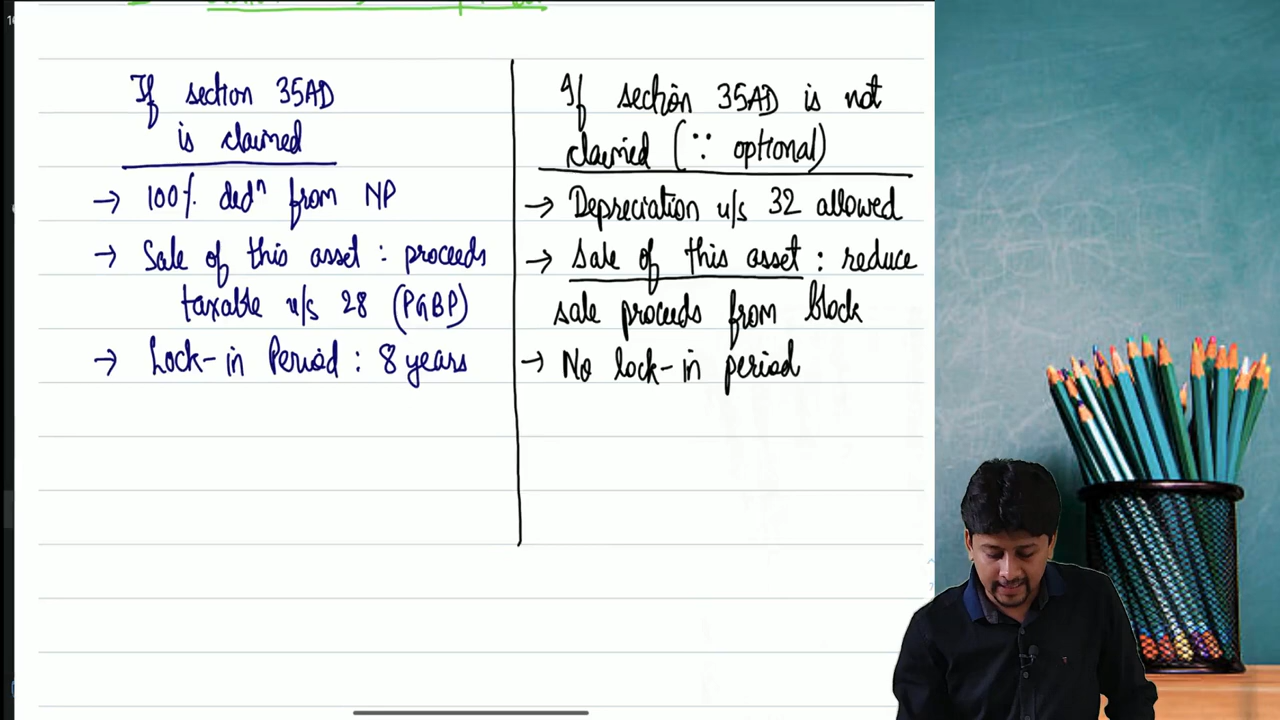 If section 35AD
is claimed
→ 100% dedⁿ from NP
→ Sale of this asset : proceeds
taxable u/s 28 (PGBP)
→ Lock-in Period : 8 years
If section 35AD is not
claimed (∵ optional)
→ Depreciation u/s 32 allowed
→ Sale of this asset : reduce
sale proceeds from block
→ No lock-in period